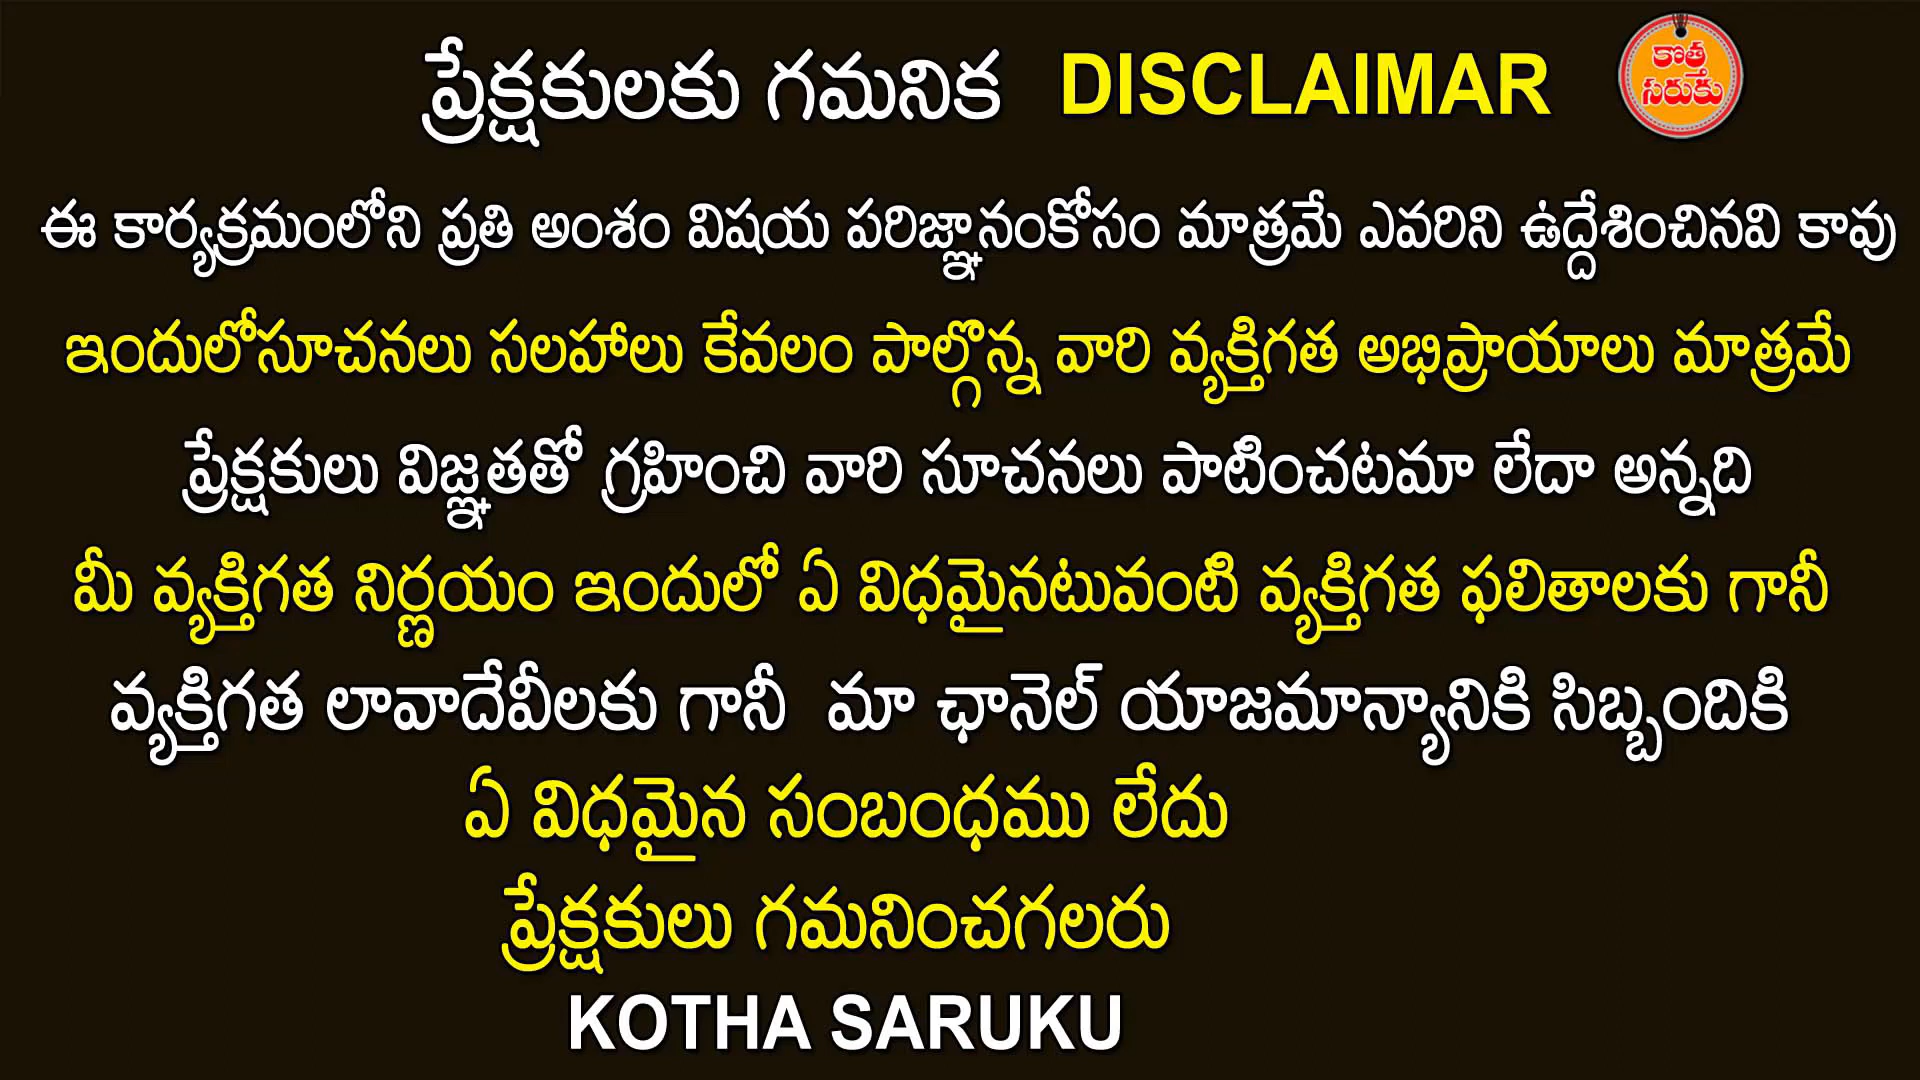 ప్రేక్షకులకు గమనిక DISCLAIMAR
కొత్త
సరుకు
ఈ కార్యక్రమంలోని ప్రతి అంశం విషయ పరిజ్ఞానంకోసం మాత్రమే ఎవరిని ఉద్దేశించినవి కావు
ఇందులోసూచనలు సలహాలు కేవలం పాల్గొన్న వారి వ్యక్తిగత అభిప్రాయాలు మాత్రమే
ప్రేక్షకులు విజ్ఞతతో గ్రహించి వారి సూచనలు పాటించటమా లేదా అన్నది
మీ వ్యక్తిగత నిర్ణయం ఇందులో ఏ విధమైనటువంటి వ్యక్తిగత ఫలితాలకు గానీ
వ్యక్తిగత లావాదేవీలకు గానీ మా ఛానెల్ యాజమాన్యానికి సిబ్బందికి
ఏ విధమైన సంబంధము లేదు
ప్రేక్షకులు గమనించగలరు
KOTHA SARUKU